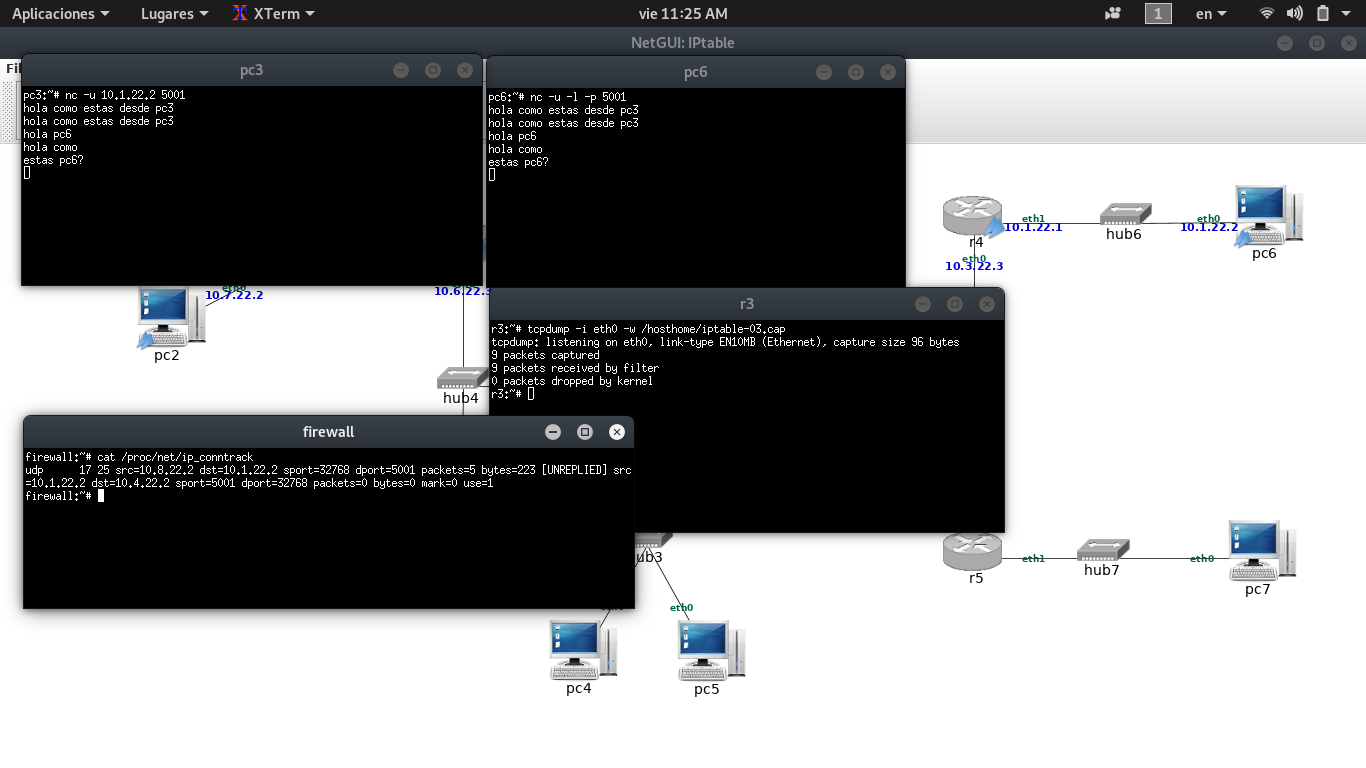 Aplicaciones Lugares XTerm vie 11:25 AM 1 en
NetGUI: IPtable
pc3
pc3:~# nc -u 10.1.22.2 5001
hola como estas desde pc3
hola como estas desde pc3
hola pc6
hola como
estas pc6?
pc6
pc6:~# nc -u -l -p 5001
hola como estas desde pc3
hola como estas desde pc3
hola pc6
hola como
estas pc6?
eth1
10.1.22.1
r4
eth0
10.3.22.3
hub6
eth0
10.1.22.2
pc6
10.7.22.2
pc2
hub4
r3
r3:~# tcpdump -i eth0 -w /hosthome/iptable-03.cap
tcpdump: listening on eth0, link-type EN10MB (Ethernet), capture size 96 bytes
9 packets captured
9 packets received by filter
0 packets dropped by kernel
r3:~#
firewall
firewall:~# cat /proc/net/ip_conntrack
udp      17 25 src=10.8.22.2 dst=10.1.22.2 sport=32768 dport=5001 packets=5 bytes=223 [UNREPLIED] src
=10.1.22.2 dst=10.4.22.2 sport=5001 dport=32768 packets=0 bytes=0 mark=0 use=1
firewall:~#
ub3
eth0
pc4
pc5
r5
eth1
hub7
eth0
pc7